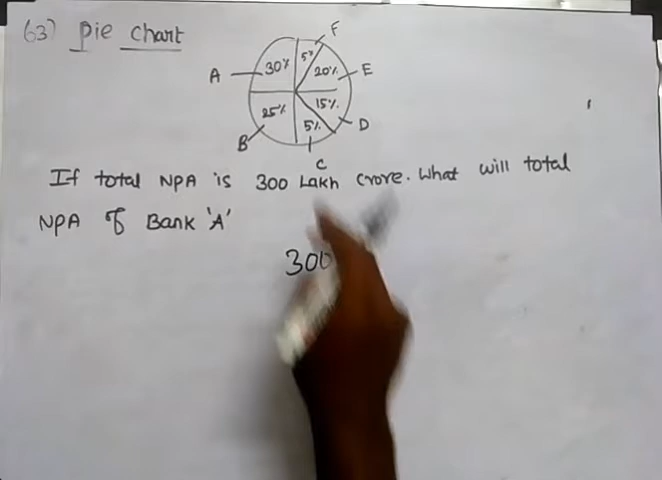 (63) Pie chart
F
5%
A 30% 20% E
25% 15%
B 5% D
C
If total NPA is 300 Lakh Crore. What will total
NPA of Bank 'A'
300